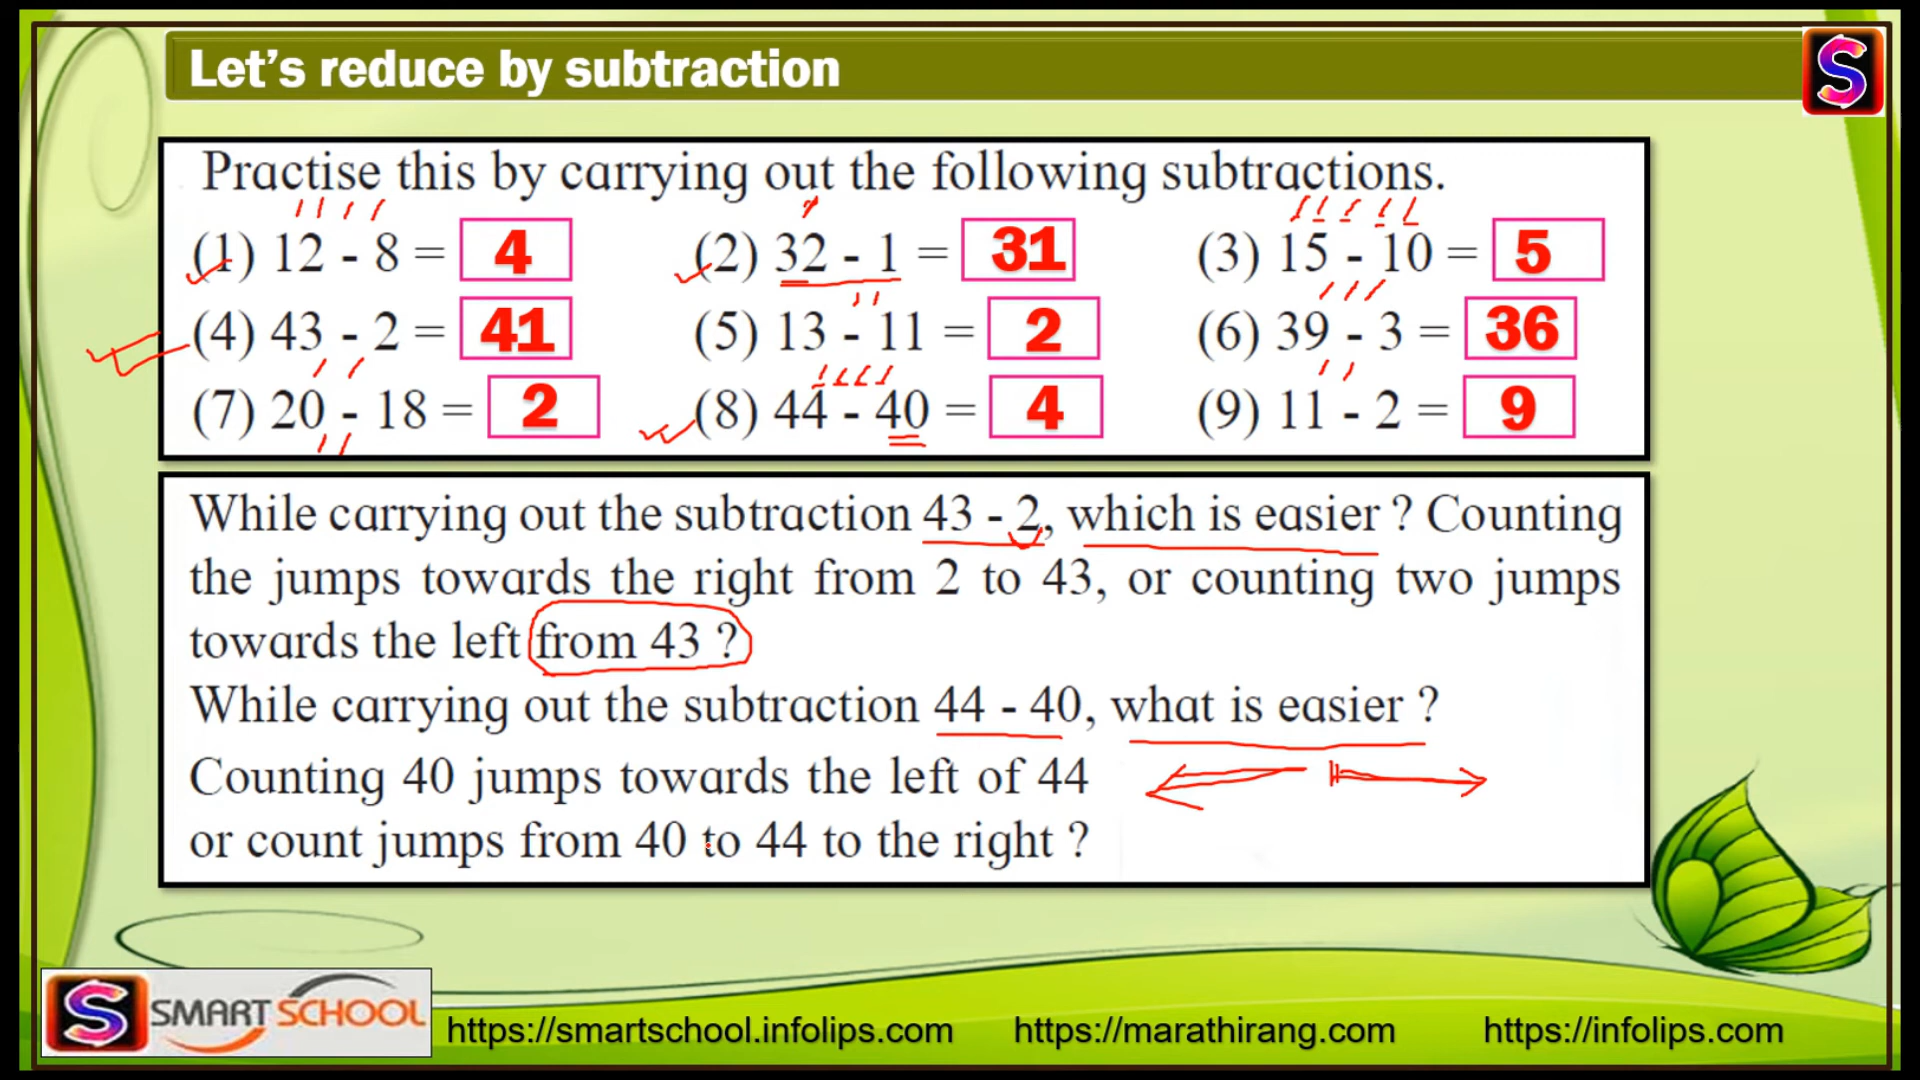 Let's reduce by subtraction
S
Practise this by carrying out the following subtractions.
(1) 12 - 8 = 4 (2) 32 - 1 = 31 (3) 15 - 10 = 5
(4) 43 - 2 = 41 (5) 13 - 11 = 2 (6) 39 - 3 = 36
(7) 20 - 18 = 2 (8) 44 - 40 = 4 (9) 11 - 2 = 9
While carrying out the subtraction 43 - 2, which is easier ? Counting
the jumps towards the right from 2 to 43, or counting two jumps
towards the left from 43 ?
While carrying out the subtraction 44 - 40, what is easier ?
Counting 40 jumps towards the left of 44
or count jumps from 40 to 44 to the right ?
S SMART SCHOOL
https://smartschool.infolips.com https://marathirang.com https://infolips.com